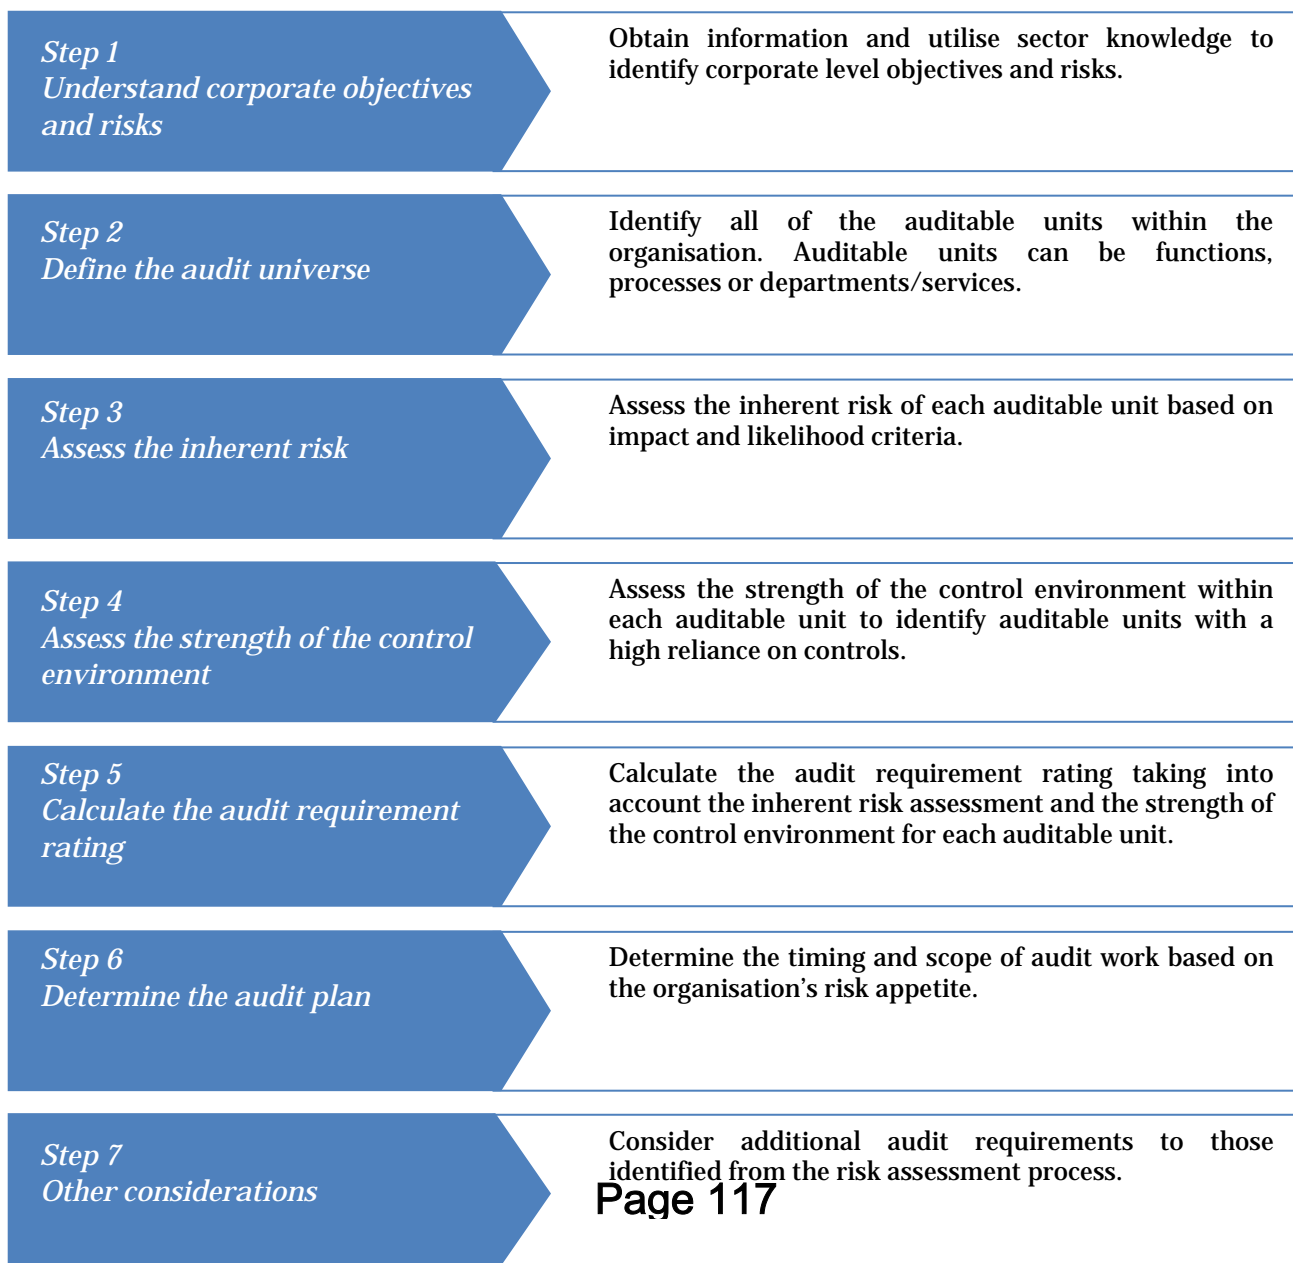 Step 1
Understand corporate objectives
and risks
Obtain information and utilise sector knowledge to
identify corporate level objectives and risks.
Step 2
Define the audit universe
Identify all of the auditable units within the
organisation. Auditable units can be functions,
processes or departments/services.
Step 3
Assess the inherent risk
Assess the inherent risk of each auditable unit based on
impact and likelihood criteria.
Step 4
Assess the strength of the control
environment
Assess the strength of the control environment within
each auditable unit to identify auditable units with a
high reliance on controls.
Step 5
Calculate the audit requirement
rating
Calculate the audit requirement rating taking into
account the inherent risk assessment and the strength of
the control environment for each auditable unit.
Step 6
Determine the audit plan
Determine the timing and scope of audit work based on
the organisation’s risk appetite.
Step 7
Other considerations
Consider additional audit requirements to those
identified from the risk assessment process.
Page 117